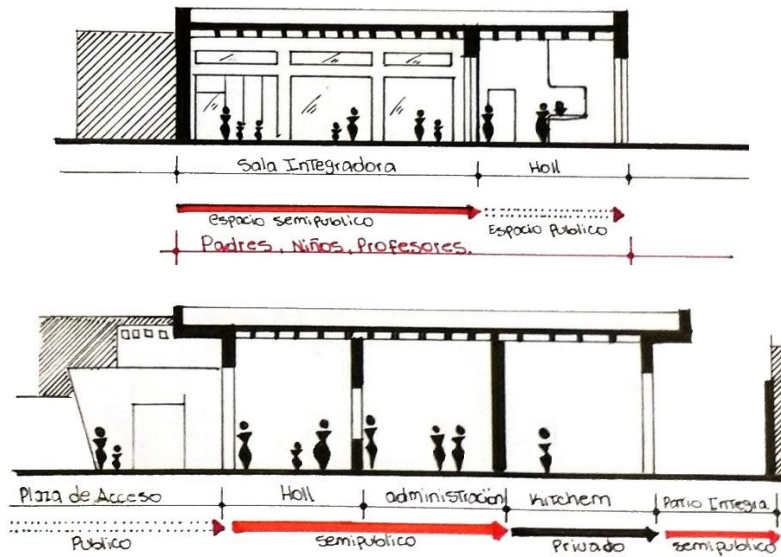 Sala Integradora Holl
espacio semipublico Espacio Publico
Padres, Niños, Profesores.
Plaza de Acceso Holl administración Kitchem Patio Integra.
Publico semipublico Privado semipublico